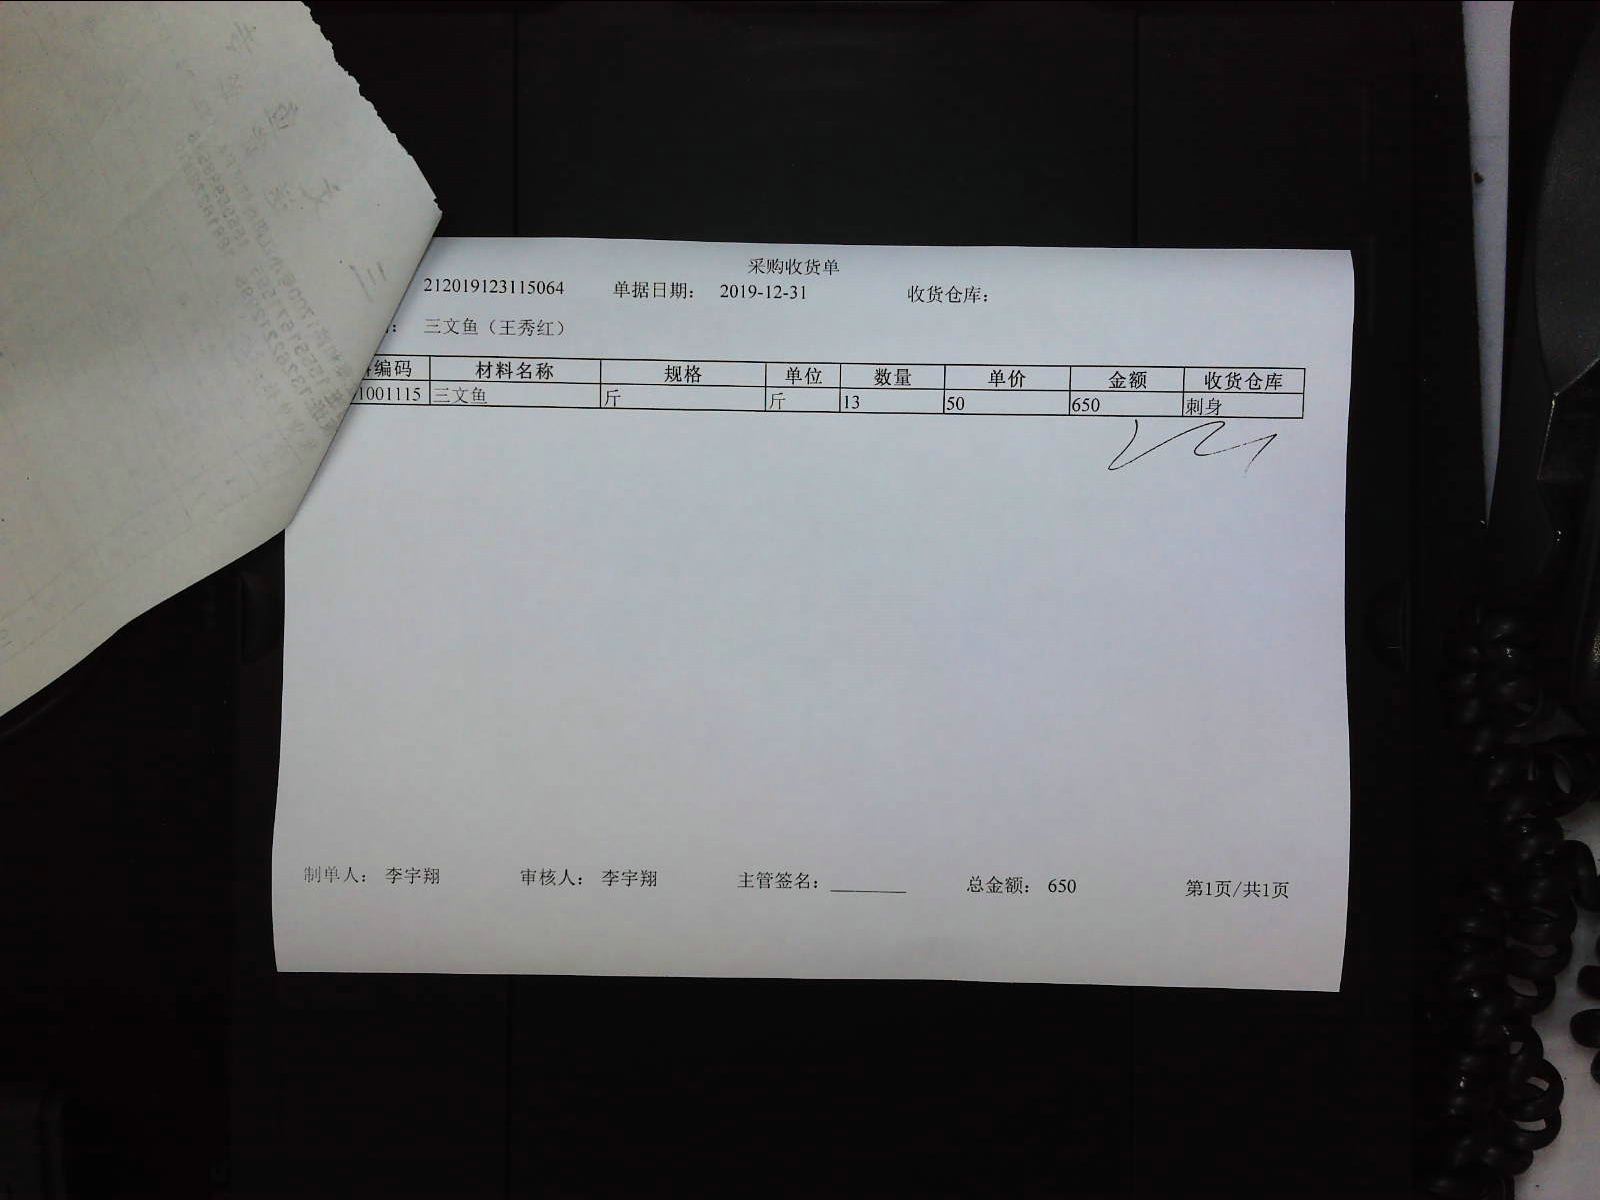 采购收货单
212019123115064 单据日期： 2019-12-31 收货仓库：
： 三文鱼（王秀红）
编码 材料名称 规格 单位 数量 单价 金额 收货仓库
1001115 三文鱼 斤 斤 13 50 650 刺身
制单人： 李宇翔 审核人： 李宇翔 主管签名： 总金额： 650 第1页/共1页